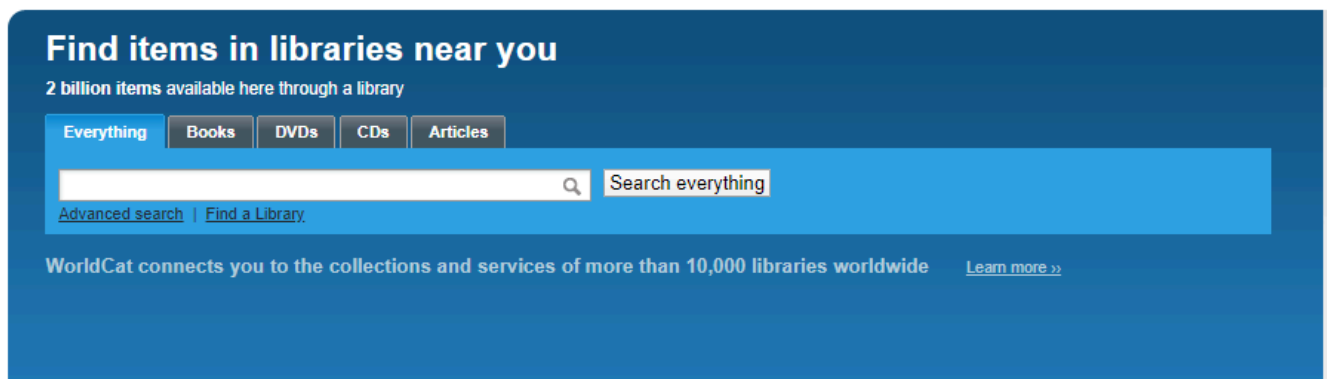 Find items in libraries near you
2 billion items available here through a library
Everything Books DVDs CDs Articles
Search everything
Advanced search | Find a Library
WorldCat connects you to the collections and services of more than 10,000 libraries worldwide Learn more ››